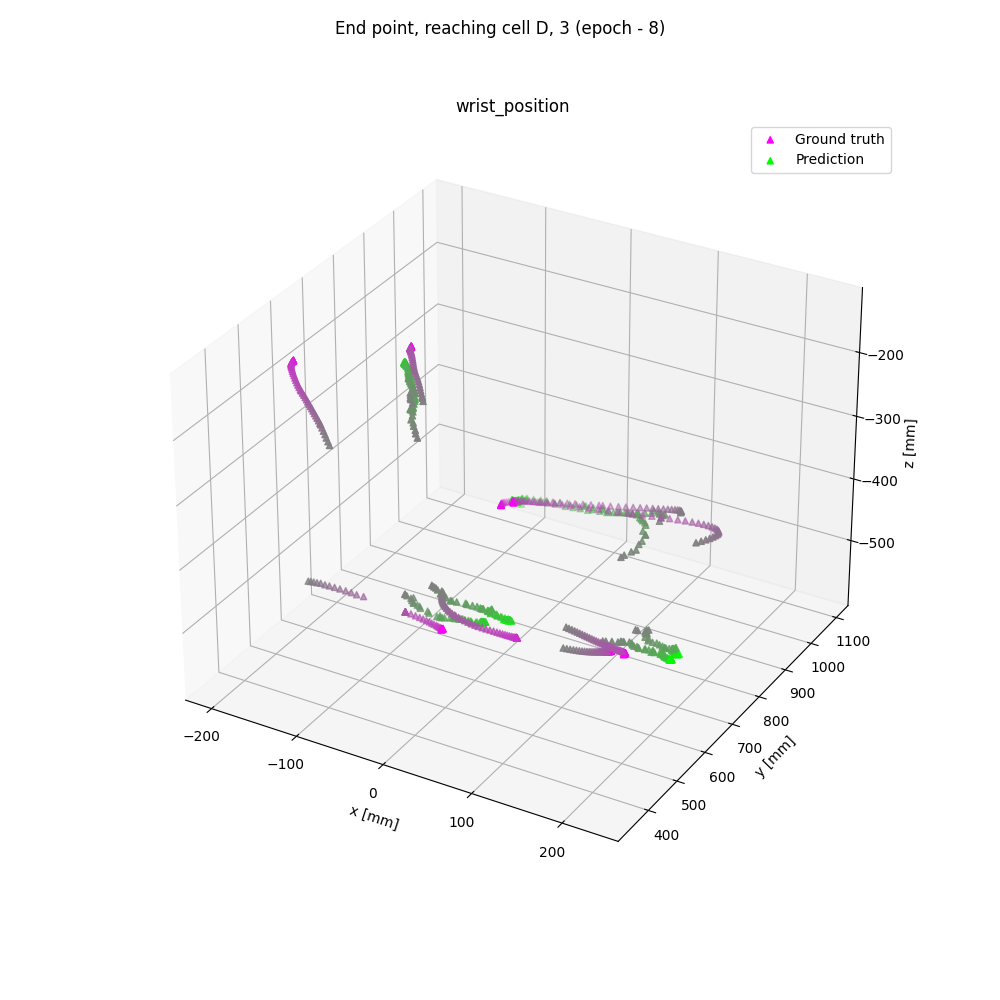 End point, reaching cell D, 3 (epoch - 8)
wrist_position
Ground truth
Prediction
−200
−300
−400
−500
z [mm]
1100
1000
900
800
700
600
500
400
y [mm]
−200
−100
0
100
200
x [mm]